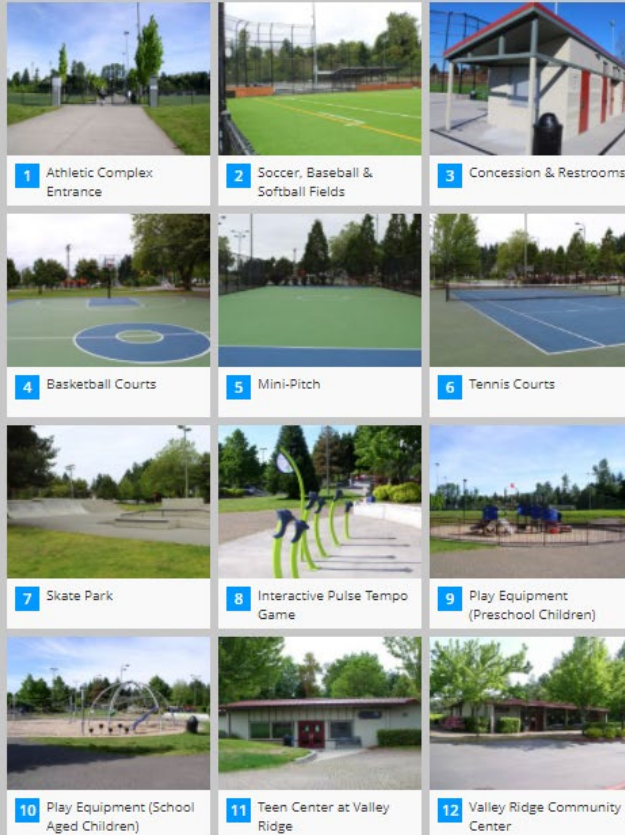 1 Athletic Complex
Entrance
2 Soccer, Baseball &
Softball Fields
3 Concession & Restrooms
4 Basketball Courts
5 Mini-Pitch
6 Tennis Courts
7 Skate Park
8 Interactive Pulse Tempo
Game
9 Play Equipment
(Preschool Children)
10 Play Equipment (School
Aged Children)
11 Teen Center at Valley
Ridge
12 Valley Ridge Community
Center